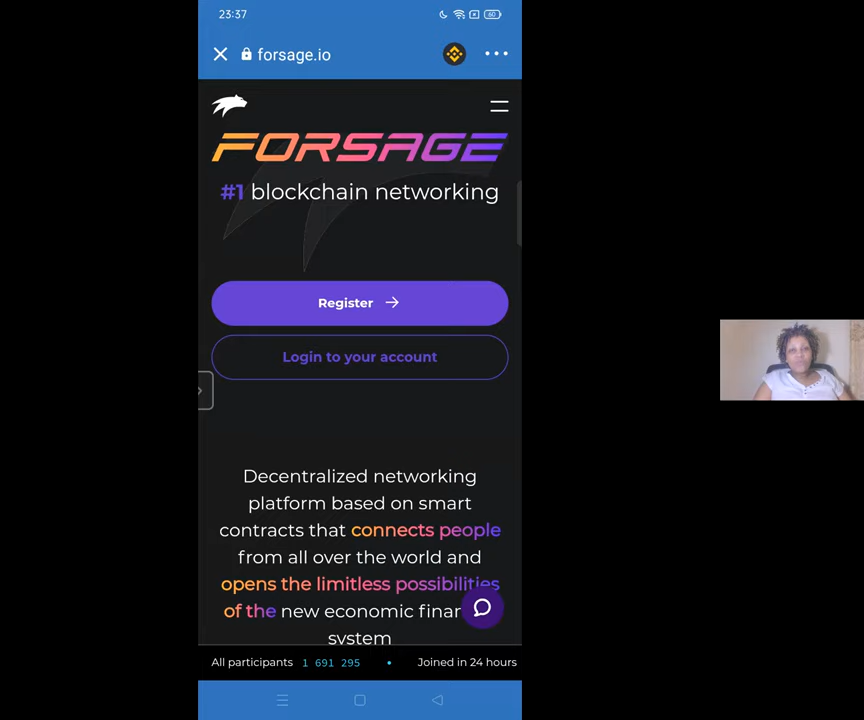 23:37
60
forsage.io
FORSAGE
#1 blockchain networking
Register
Login to your account
Decentralized networking
platform based on smart
contracts that connects people
from all over the world and
opens the limitless possibilities
of the new economic finan
system
All participants 1 691 295 • Joined in 24 hours